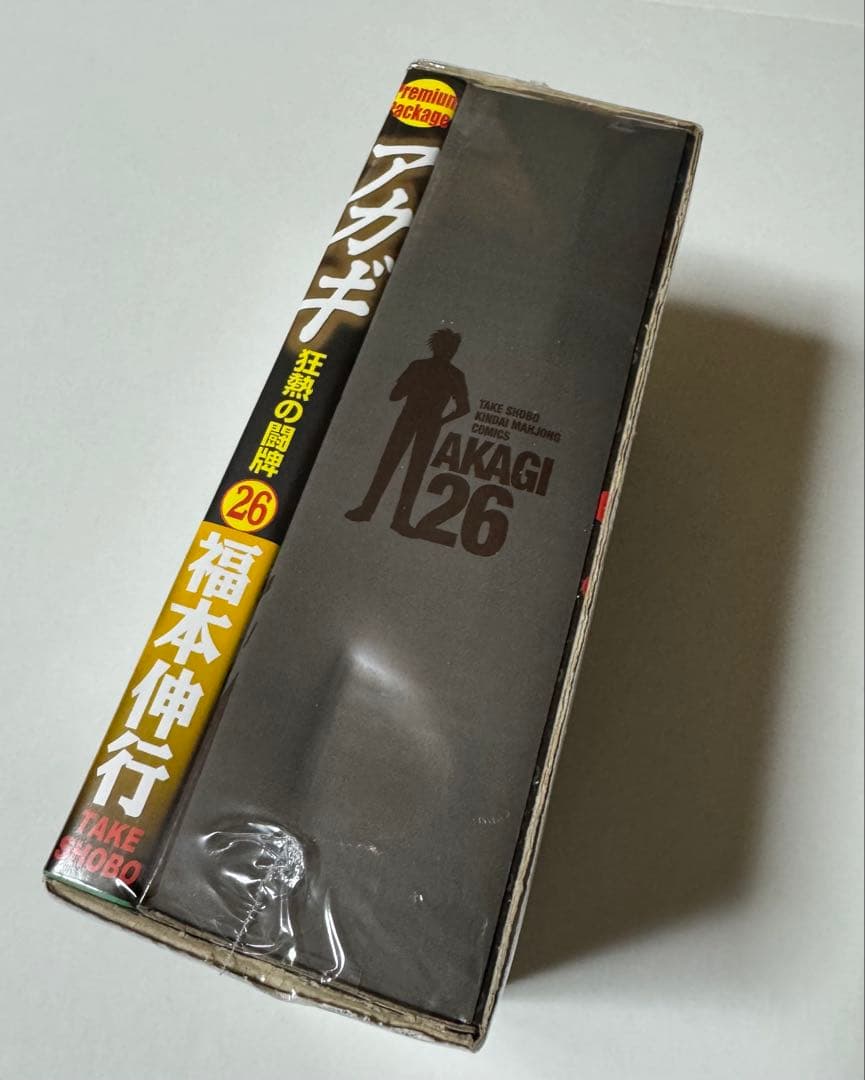 Premium
Package
アカギ
狂熱の闘牌
26
福本伸行
TAKE
SHOBO
TAKE SHOBO
KINDAI MAHJONG
COMICS
AKAGI
26